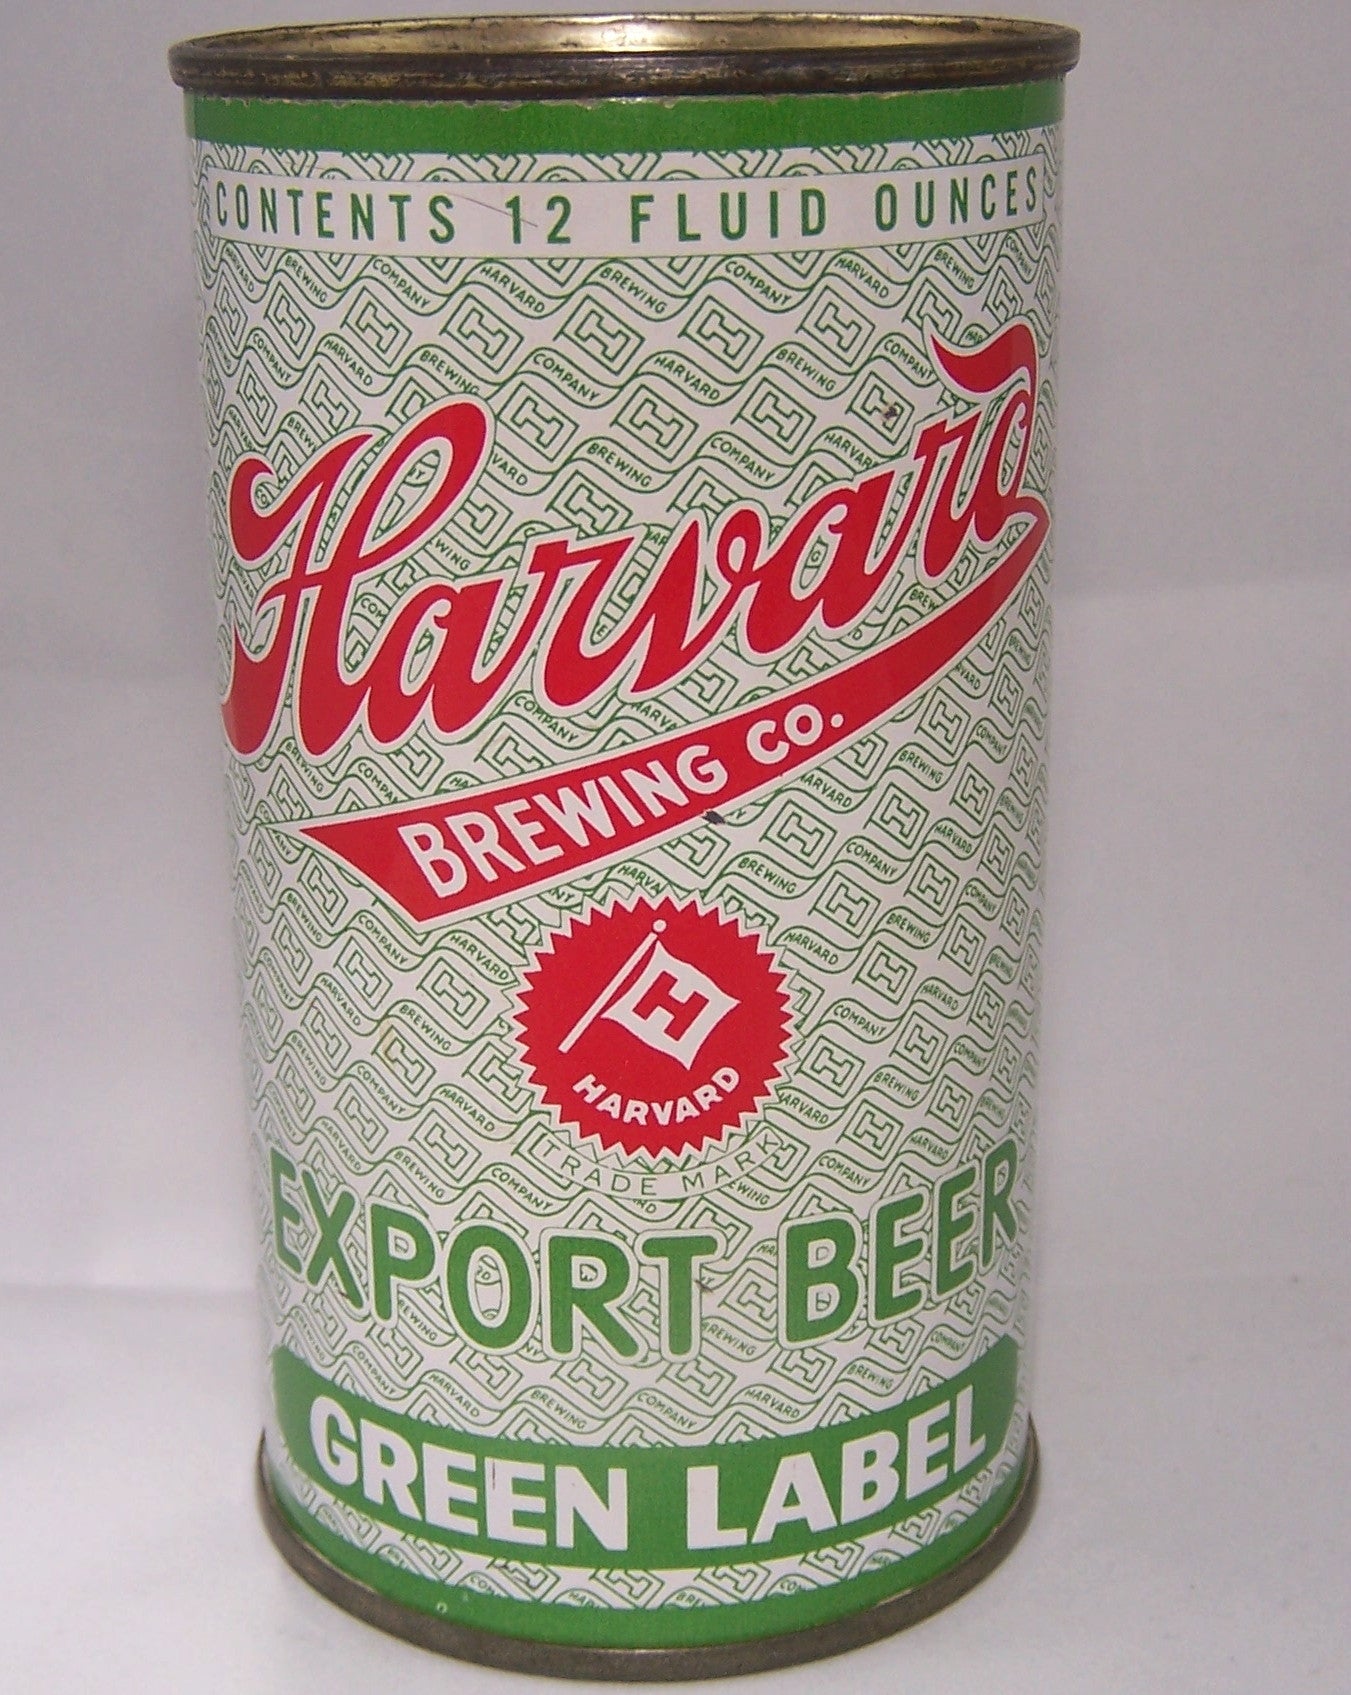 CONTENTS 12 FLUID OUNCES
Harvard
BREWING CO.
HARVARD
TRADE MARK
EXPORT BEER
GREEN LABEL